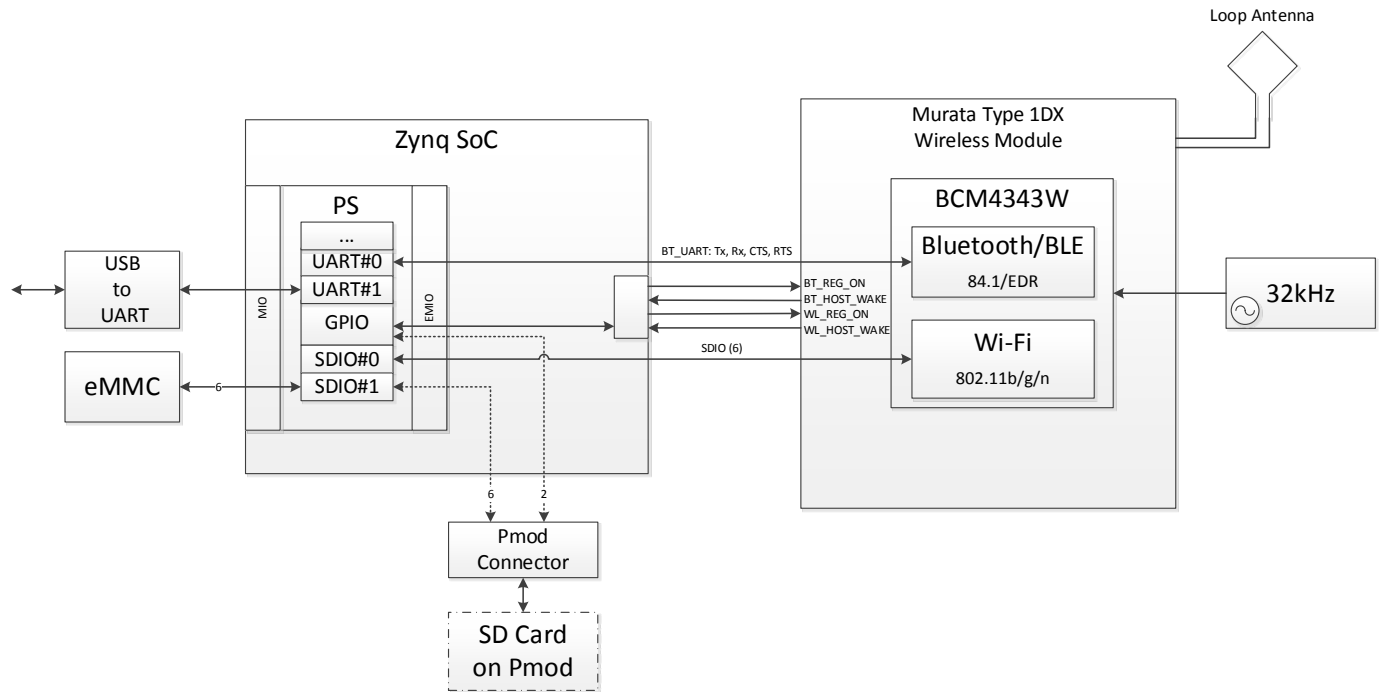 Loop Antenna
Murata Type 1DX
Wireless Module
Zynq SoC
BCM4343W
PS
...
UART#0
UART#1
GPIO
SDIO#0
SDIO#1
MIO
EMIO
USB
to
UART
eMMC
6
BT_UART: Tx, Rx, CTS, RTS
BT_REG_ON
BT_HOST_WAKE
WL_REG_ON
WL_HOST_WAKE
SDIO (6)
Bluetooth/BLE
84.1/EDR
Wi-Fi
802.11b/g/n
32kHz
6
2
Pmod
Connector
SD Card
on Pmod